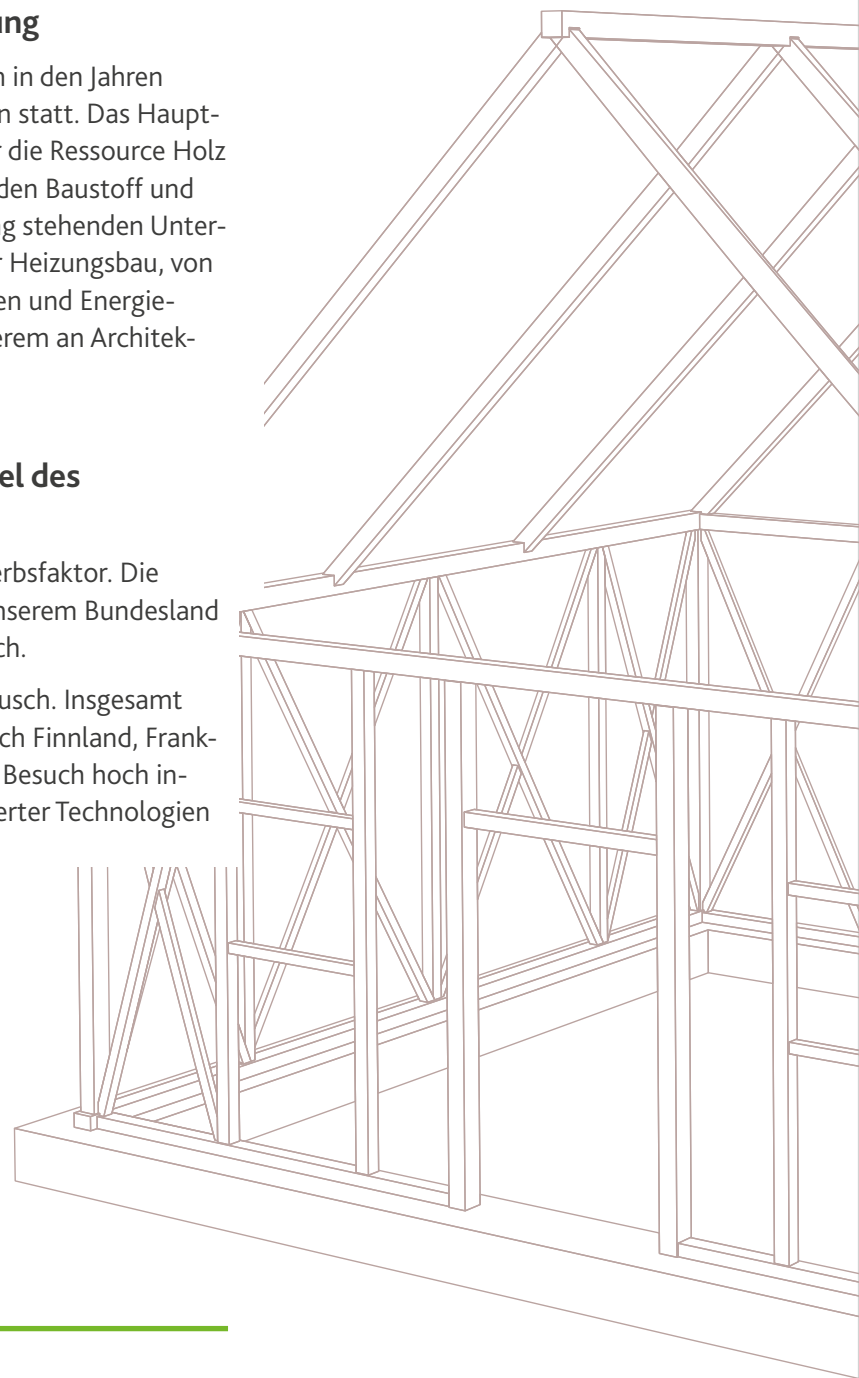 ung
n in den Jahren
n statt. Das Haupt-
r die Ressource Holz
den Baustoff und
ng stehenden Unter-
r Heizungsbau, von
en und Energie-
erem an Architek-
el des
erbsfaktor. Die
nserem Bundesland
ch.
usch. Insgesamt
ch Finnland, Frank-
Besuch hoch in-
erter Technologien